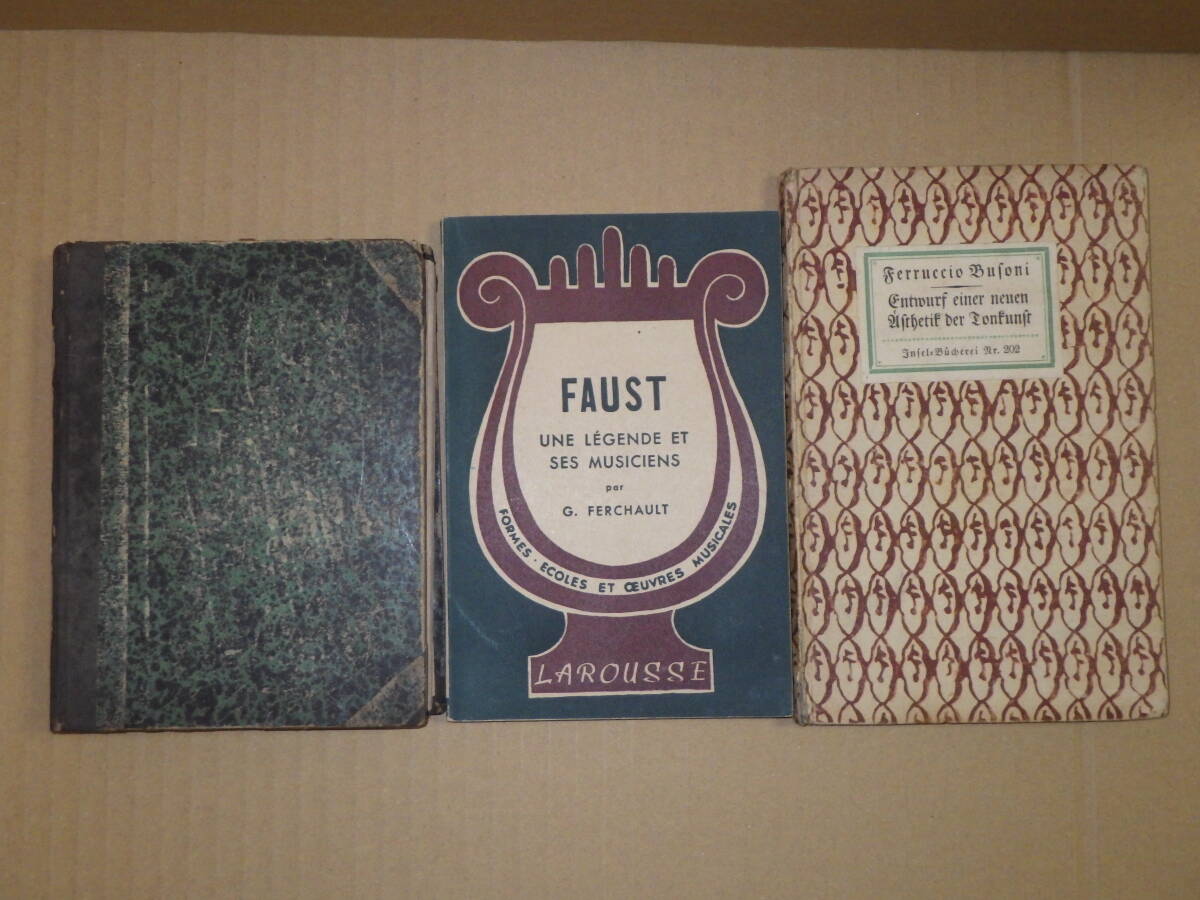 FAUST
UNE LÉGENDE ET
SES MUSICIENS
par
G. FERCHAULT
FORMES · ECOLES ET ŒUVRES MUSICALES
LAROUSSE
Ferruccio Busoni
Entwurf einer neuen
Ästhetik der Tonkunst
Insel-Bücherei Nr. 202